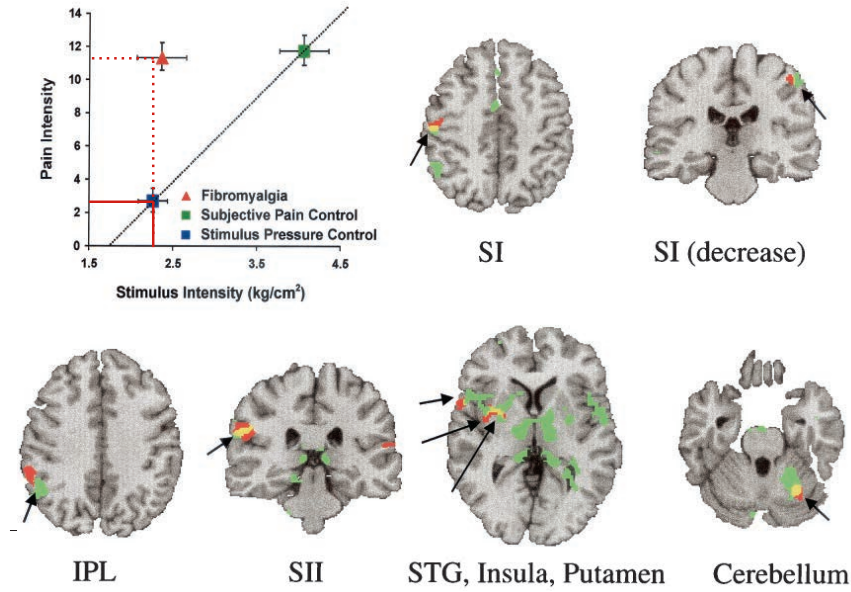 14
12
10
8
6
4
2
0
Pain Intensity
Fibromyalgia
Subjective Pain Control
Stimulus Pressure Control
1.5 2.5 3.5 4.5
Stimulus Intensity (kg/cm²)
SI
SI (decrease)
IPL
SII
STG, Insula, Putamen
Cerebellum